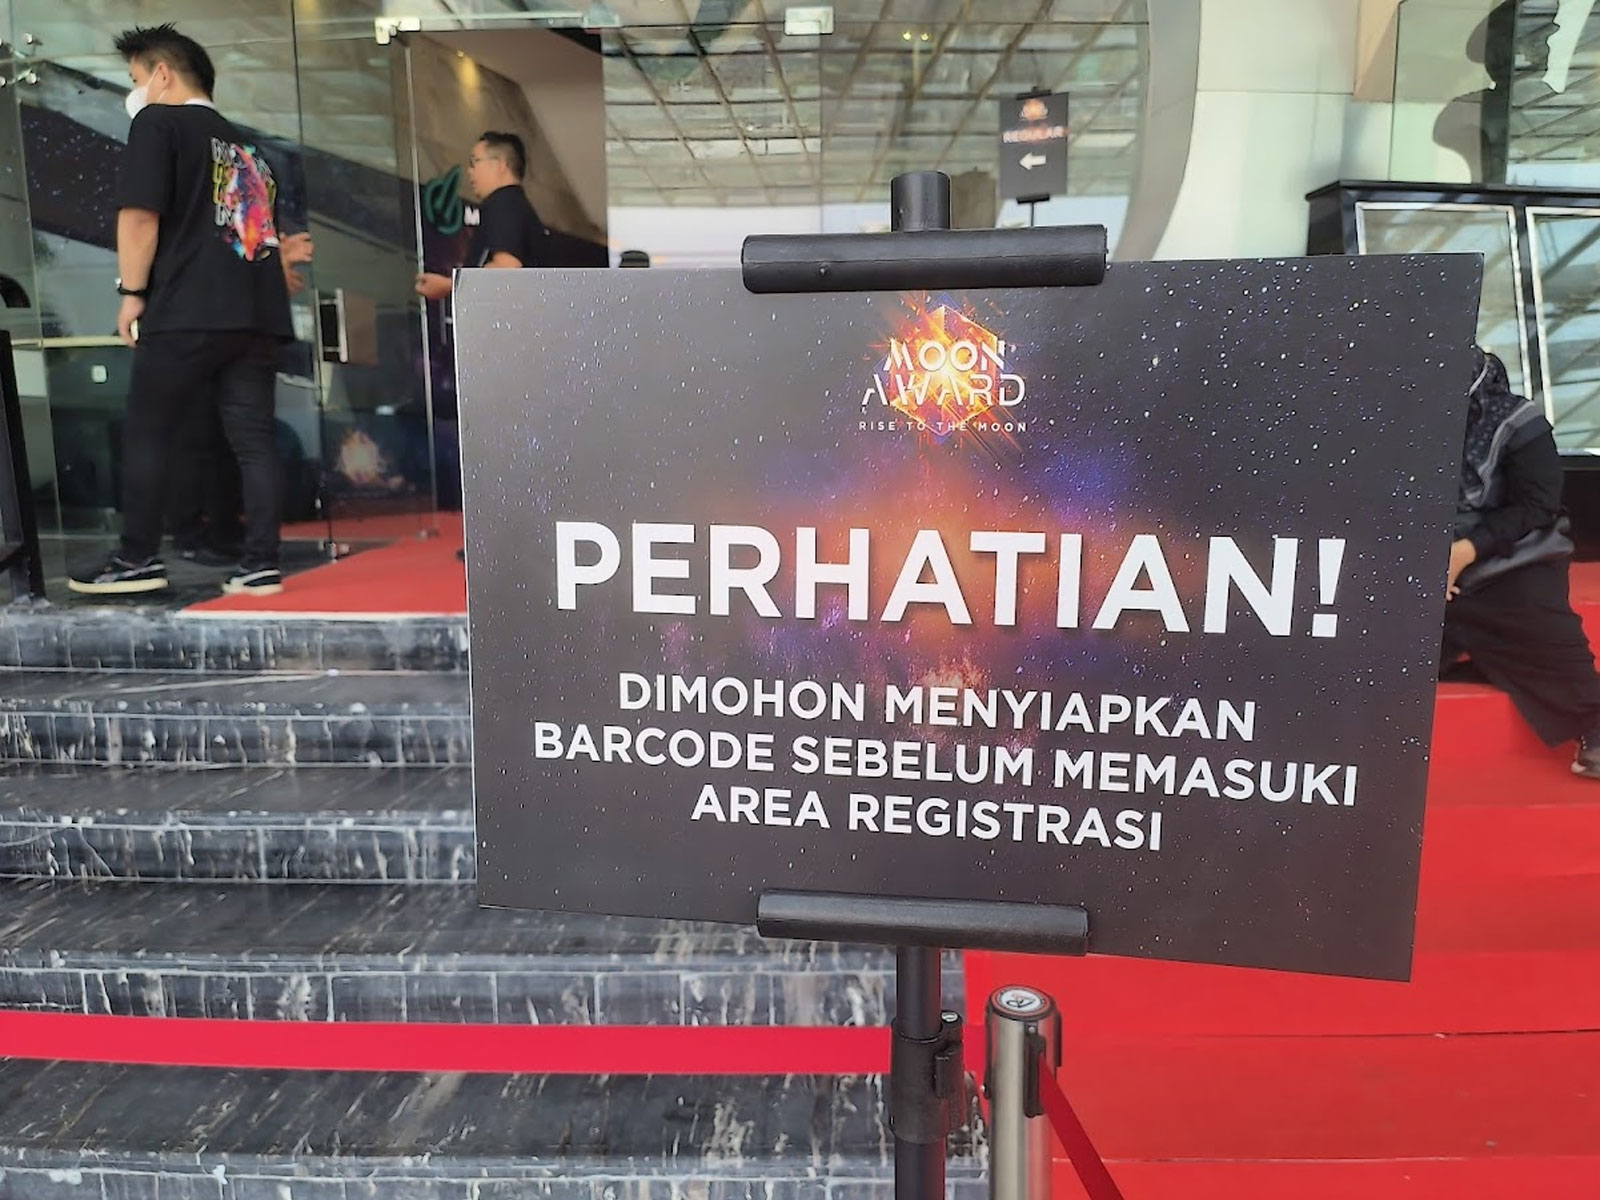 REGULAR
MOON
AWARD
RISE TO THE MOON
PERHATIAN!
DIMOHON MENYIAPKAN
BARCODE SEBELUM MEMASUKI
AREA REGISTRASI